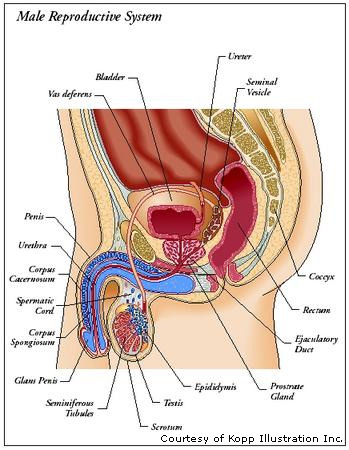 Male Reproductive System
Ureter
Bladder
Seminal
Vesicle
Vas deferens
Penis
Urethra
Corpus
Cacernosum
Spermatic
Cord
Corpus
Spongiosum
Glans Penis
Seminiferous
Tubules
Scrotum
Testis
Epididymis
Prostrate
Gland
Ejaculatory
Duct
Rectum
Coccyx
Courtesy of Kopp Illustration Inc.